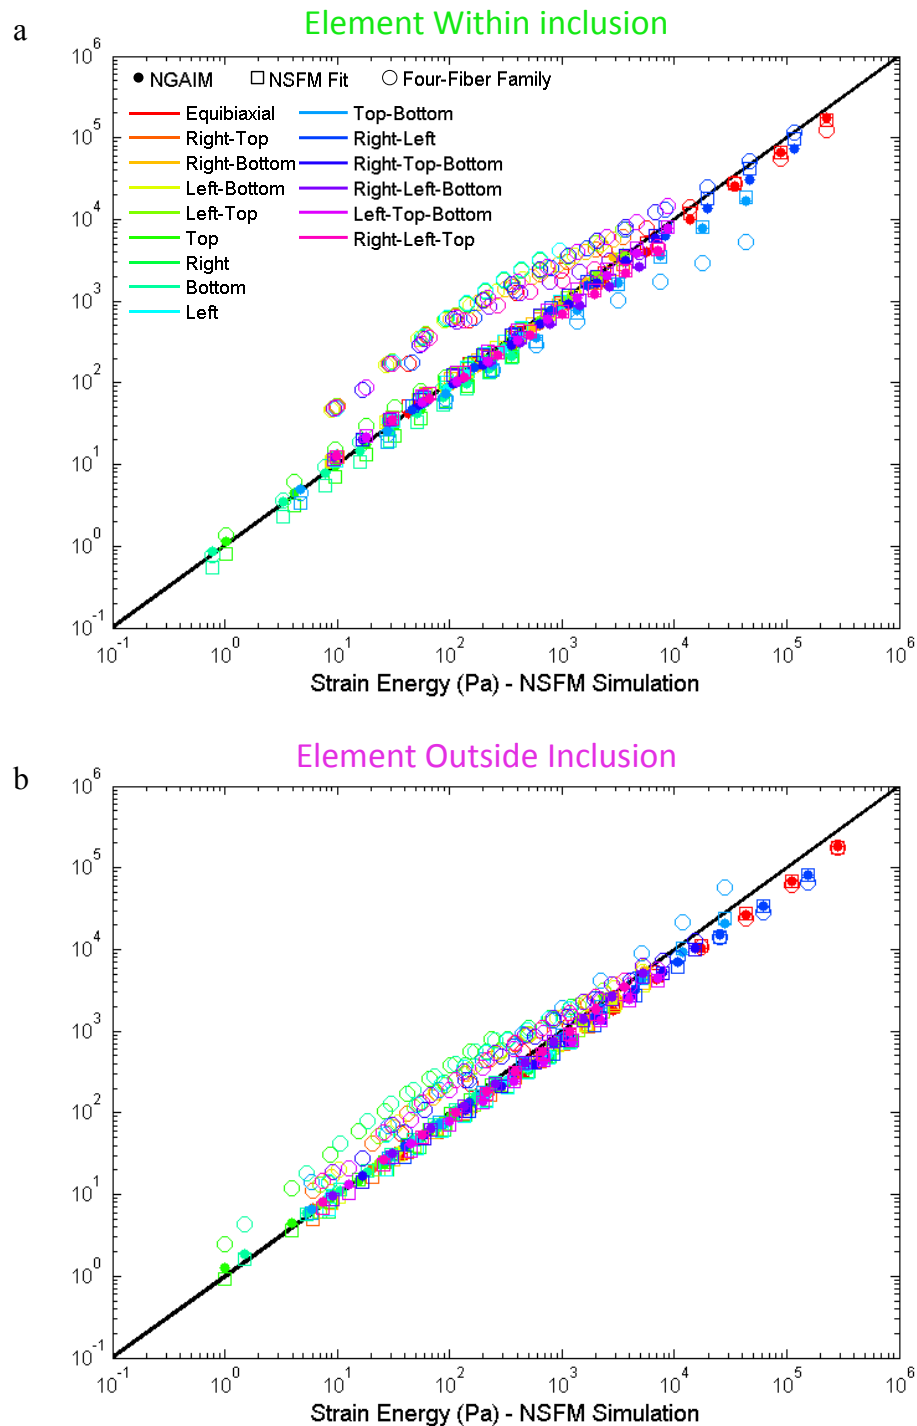 a
Element Within inclusion
10^6
10^5
10^4
10^3
10^2
10^1
10^0
10^-1
NGAIM NSFM Fit Four-Fiber Family
Equibiaxial Top-Bottom
Right-Top Right-Left
Right-Bottom Right-Top-Bottom
Left-Bottom Right-Left-Bottom
Left-Top Left-Top-Bottom
Top Right-Left-Top
Right
Bottom
Left
10^-1 10^0 10^1 10^2 10^3 10^4 10^5 10^6
Strain Energy (Pa) - NSFM Simulation
b
Element Outside Inclusion
10^6
10^5
10^4
10^3
10^2
10^1
10^0
10^-1
10^-1 10^0 10^1 10^2 10^3 10^4 10^5 10^6
Strain Energy (Pa) - NSFM Simulation